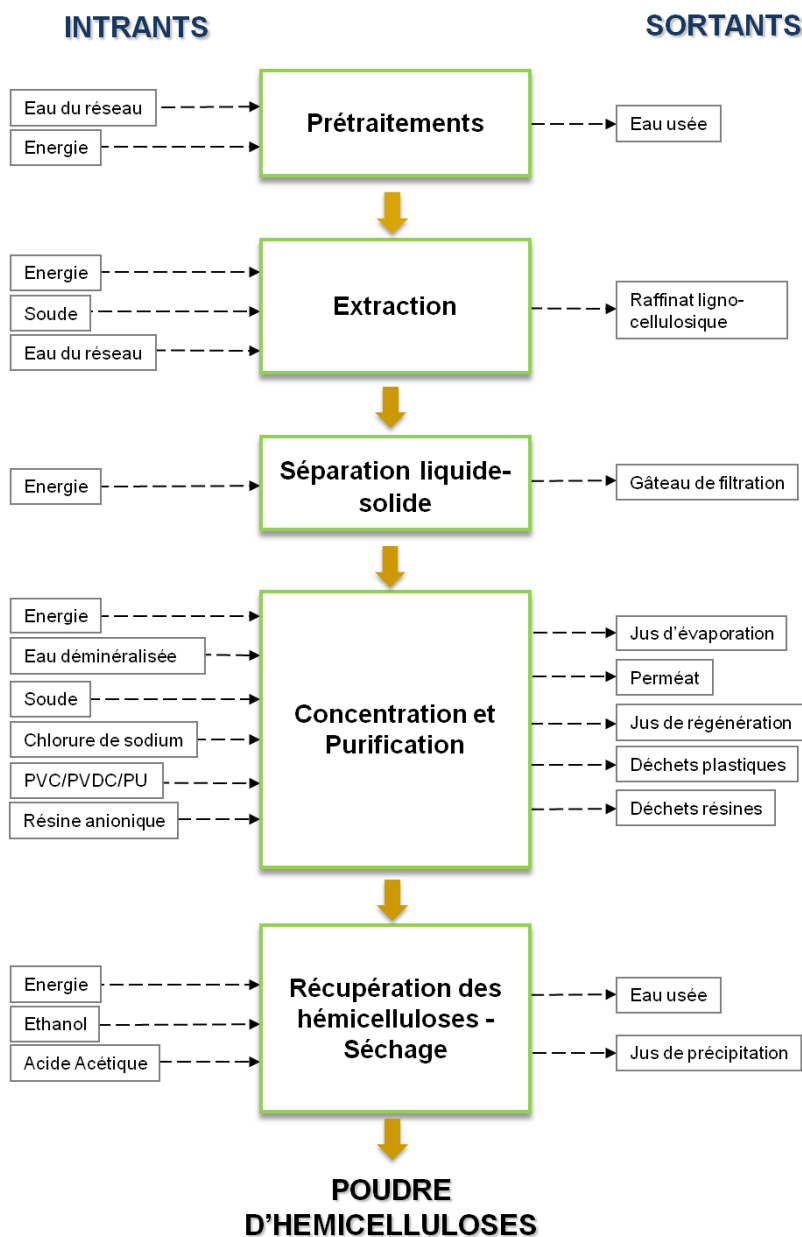 INTRANTS
SORTANTS
Eau du réseau
Energie
Prétraitements
Eau usée
Energie
Soude
Eau du réseau
Extraction
Raffinat ligno-
cellulosique
Energie
Séparation liquide-
solide
Gâteau de filtration
Energie
Eau déminéralisée
Soude
Chlorure de sodium
PVC/PVDC/PU
Résine anionique
Concentration et
Purification
Jus d'évaporation
Perméat
Jus de régénération
Déchets plastiques
Déchets résines
Energie
Ethanol
Acide Acétique
Récupération des
hémicelluloses -
Séchage
Eau usée
Jus de précipitation
POUDRE
D'HEMICELLULOSES